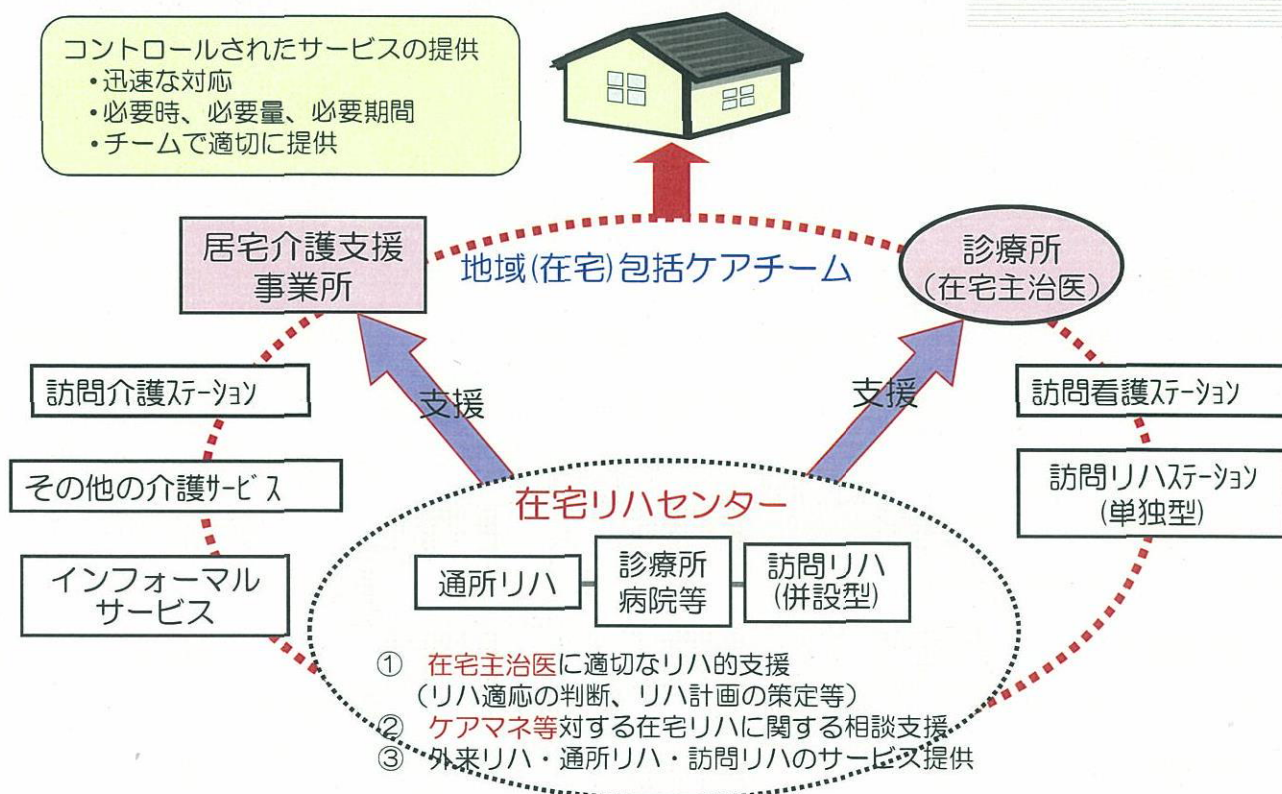 コントロールされたサービスの提供
・迅速な対応
・必要時、必要量、必要期間
・チームで適切に提供
居宅介護支援
事業所
地域(在宅)包括ケアチーム
診療所
(在宅主治医)
訪問介護ステーション
支援
支援
訪問看護ステーション
その他の介護サービス
訪問リハステーション
(単独型)
インフォーマル
サービス
在宅リハセンター
通所リハ
診療所
病院等
訪問リハ
(併設型)
① 在宅主治医に適切なリハ的支援
(リハ適応の判断、リハ計画の策定等)
② ケアマネ等対する在宅リハに関する相談支援
③ 外来リハ・通所リハ・訪問リハのサービス提供